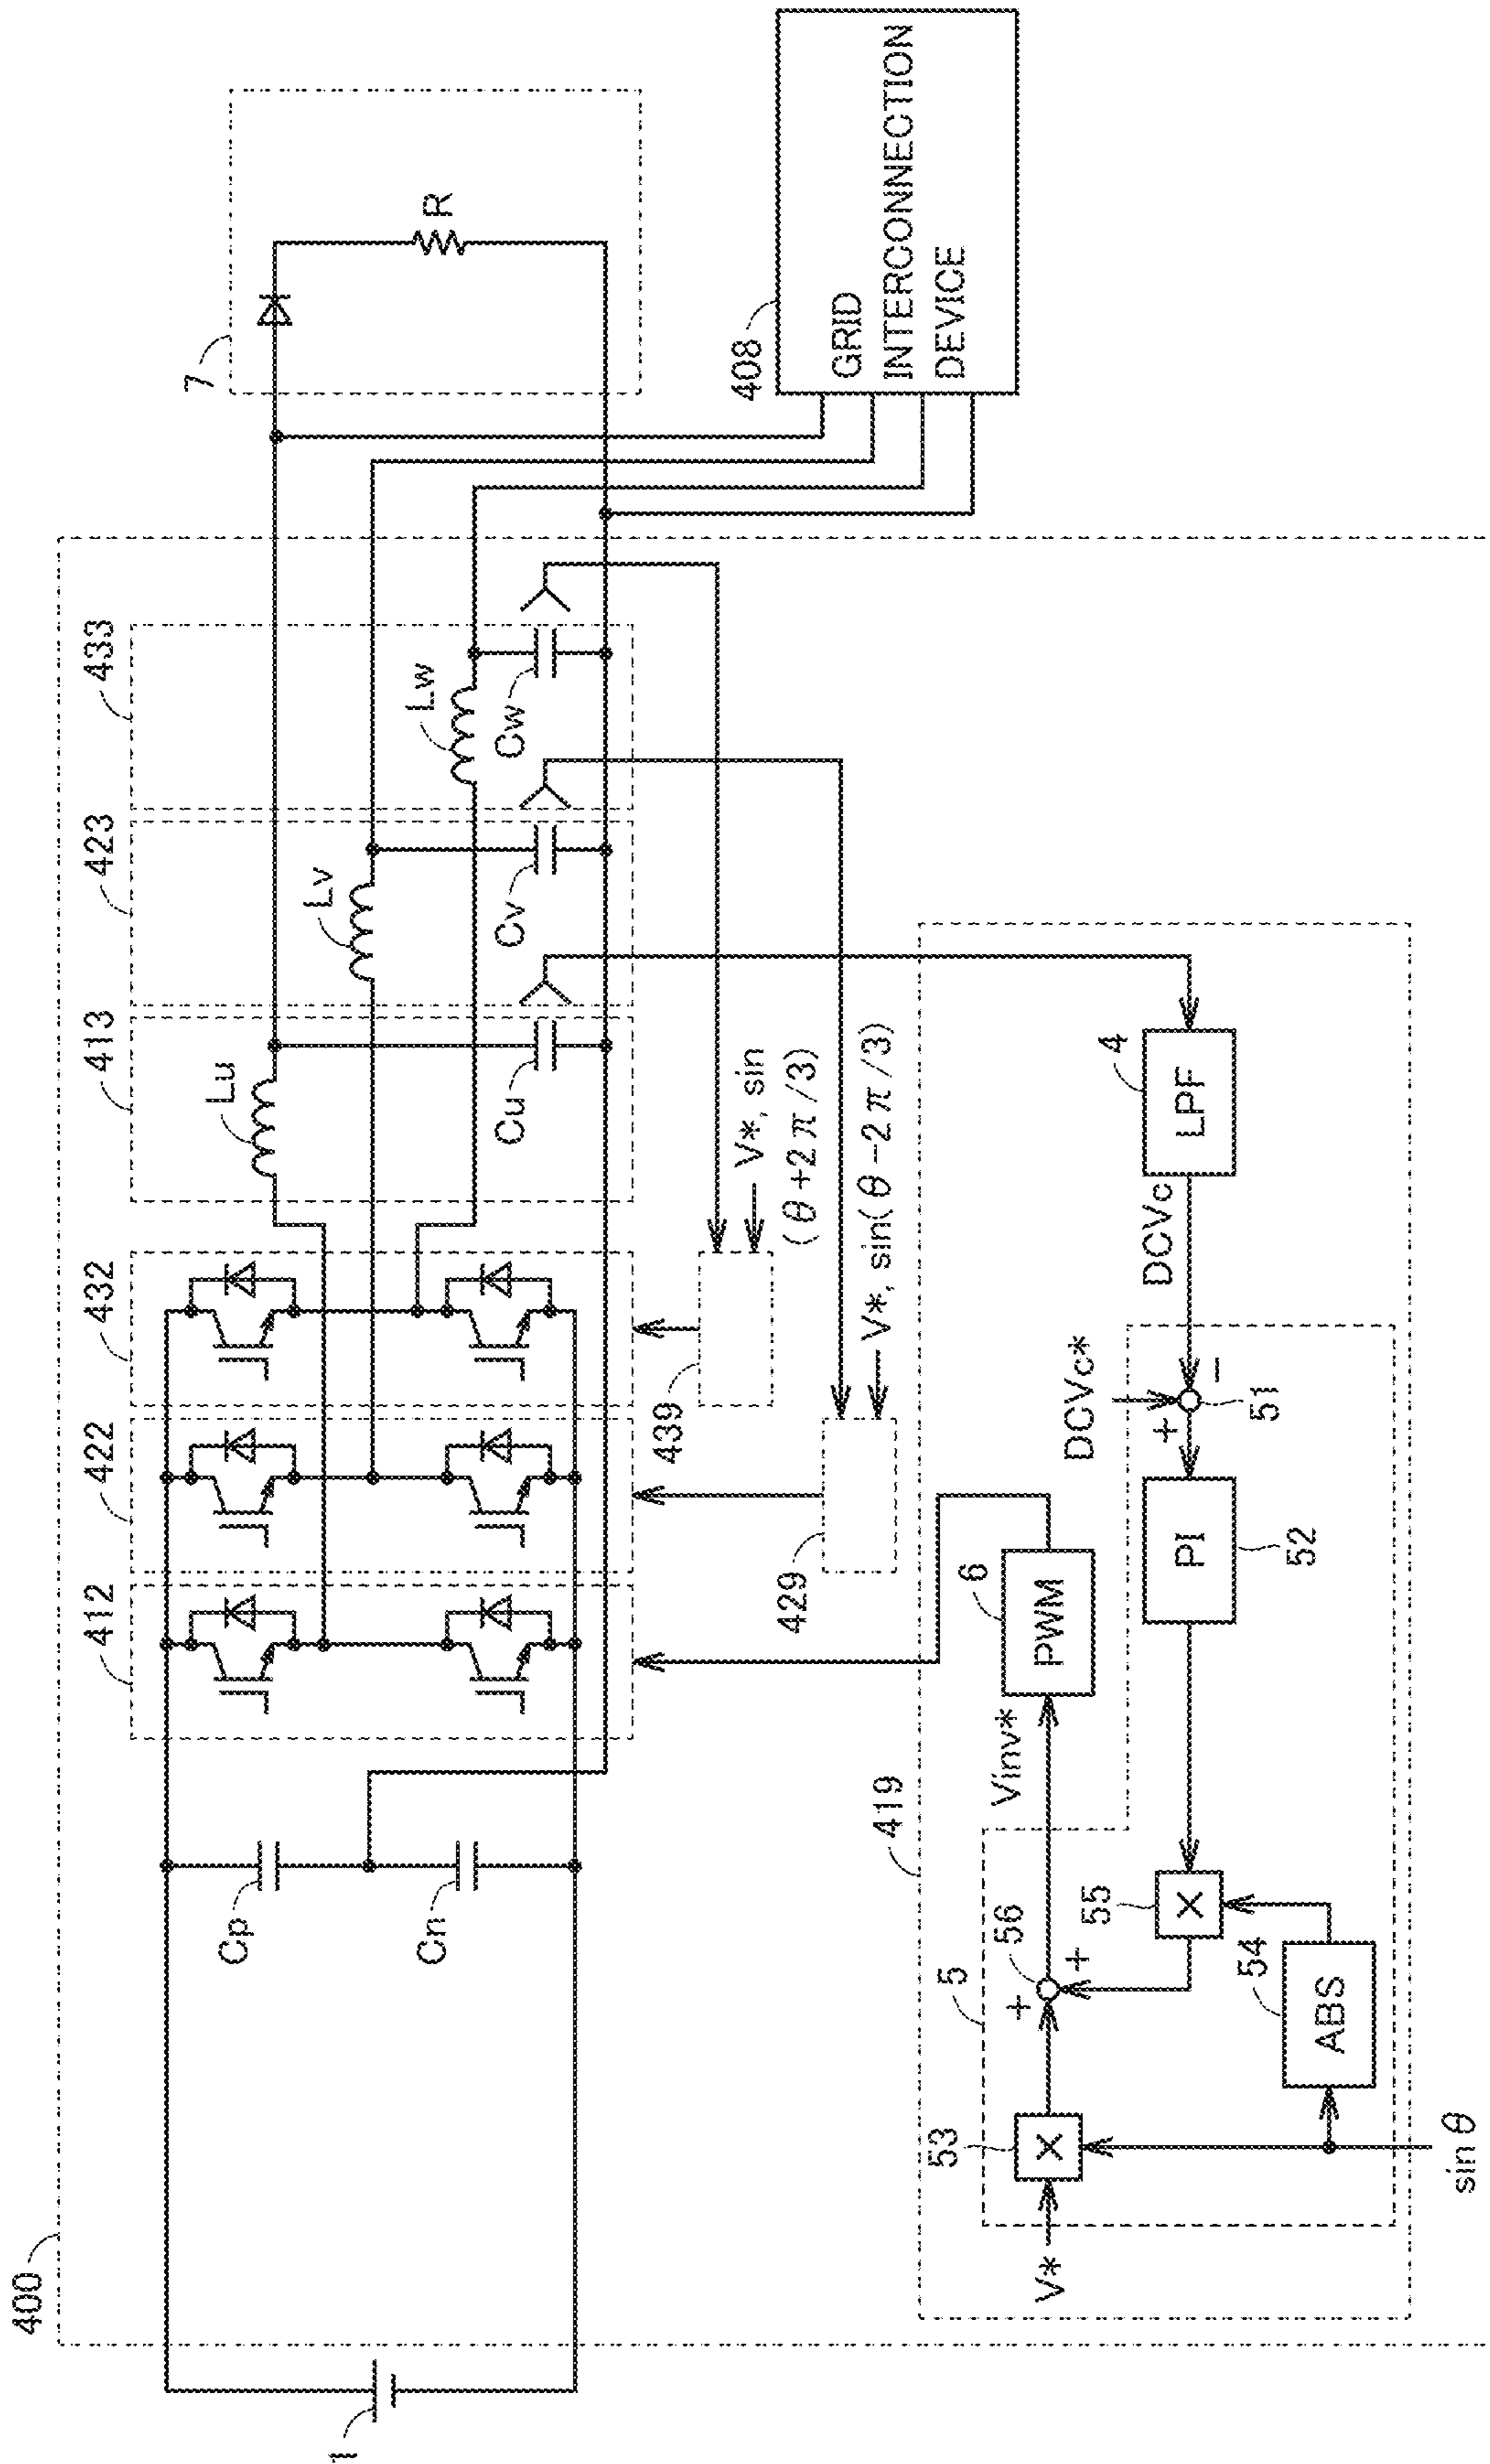 400
1
Cp
Cn
412
422
432
413
423
433
Lu
Lv
Lw
Cu
Cv
Cw
7
R
408
GRID
INTERCONNECTION
DEVICE
439
V*, sin
(θ+2π/3)
429
V*, sin(θ-2π/3)
419
5
V*
53
×
+
56
+
Vinv*
6
PWM
55
×
54
ABS
sin θ
PI
52
DCVc*
+
−
51
DCVc
4
LPF